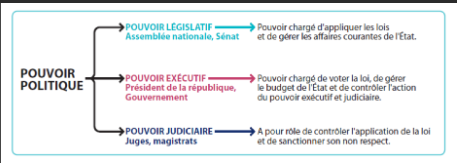 POUVOIR LÉGISLATIF
Assemblée nationale, Sénat
Pouvoir chargé d'appliquer les lois
et de gérer les affaires courantes de l'État.
POUVOIR
POLITIQUE
POUVOIR EXÉCUTIF
Président de la république,
Gouvernement
Pouvoir chargé de voter la loi, de gérer
le budget de l'État et de contrôler l'action
du pouvoir exécutif et judiciaire.
POUVOIR JUDICIAIRE
Juges, magistrats
A pour rôle de contrôler l'application de la loi
et de sanctionner son non respect.